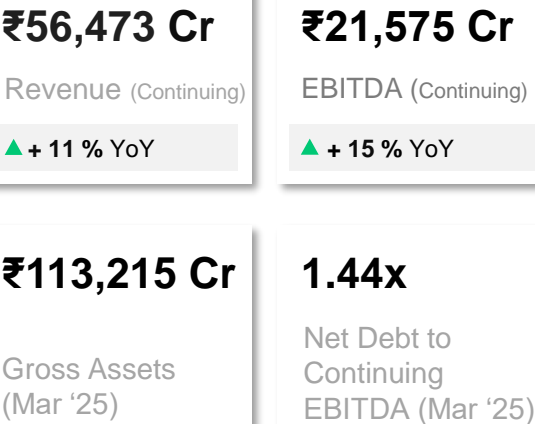 ₹56,473 Cr
Revenue (Continuing)
+ 11 % YoY
₹21,575 Cr
EBITDA (Continuing)
+ 15 % YoY
₹113,215 Cr
Gross Assets
(Mar ‘25)
1.44x
Net Debt to
Continuing
EBITDA (Mar ‘25)